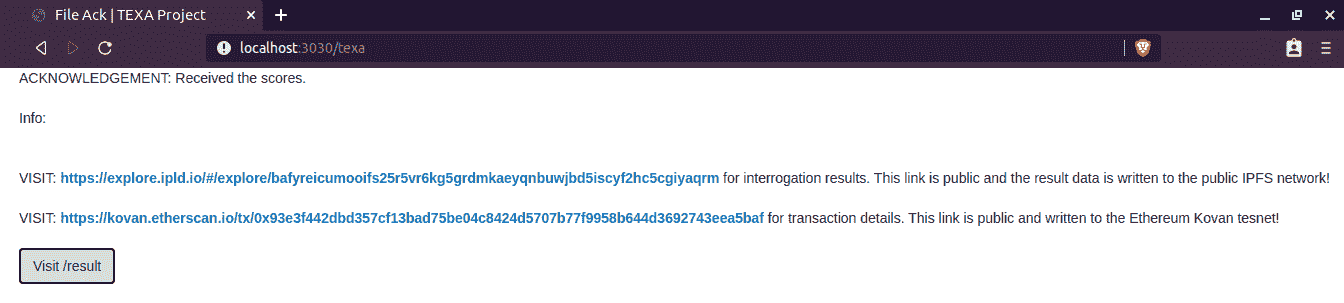 File Ack | TEXA Project
localhost:3030/texa
ACKNOWLEDGEMENT: Received the scores.
Info:
VISIT: https://explore.ipld.io/#/explore/bafyreicumooifs25r5vr6kg5grdmkaeyqnbuwjbd5iscyf2hc5cgiyaqrm for interrogation results. This link is public and the result data is written to the public IPFS network!
VISIT: https://kovan.etherscan.io/tx/0x93e3f442dbd357cf13bad75be04c8424d5707b77f9958b644d3692743eea5baf for transaction details. This link is public and written to the Ethereum Kovan tesnet!
Visit /result